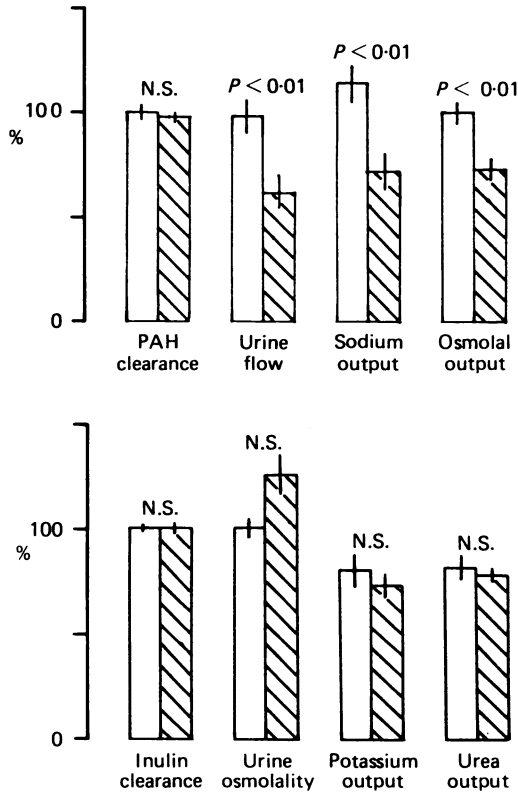 N.S.
P < 0·01
P < 0·01
P < 0·01
100
%
0
PAH clearance
Urine flow
Sodium output
Osmolal output
N.S.
N.S.
N.S.
N.S.
100
%
0
Inulin clearance
Urine osmolality
Potassium output
Urea output